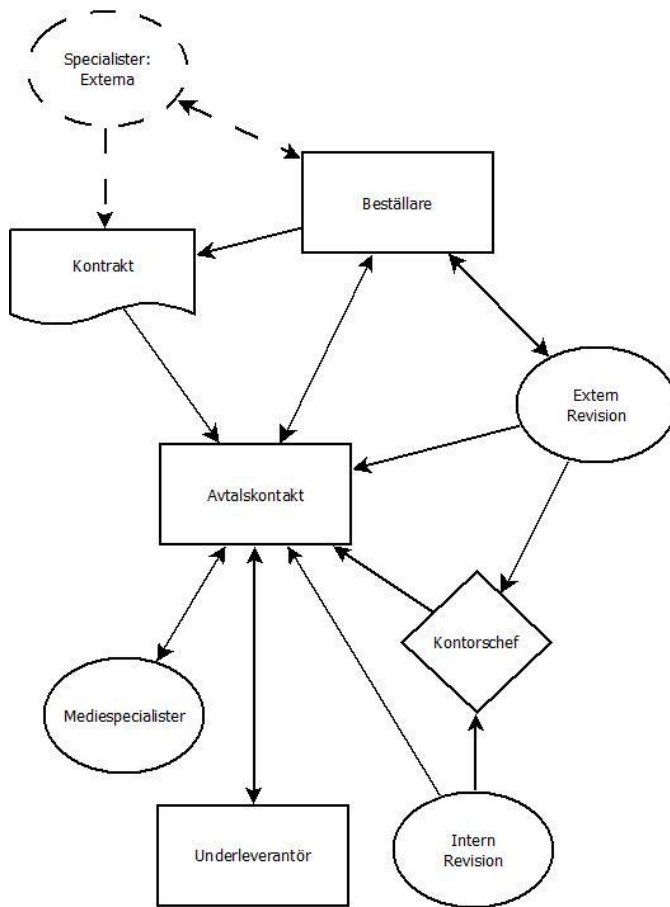 Specialister:
Externa
Beställare
Kontrakt
Extern
Revision
Avtalskontakt
Kontorschef
Mediespecialister
Underleverantör
Intern
Revision